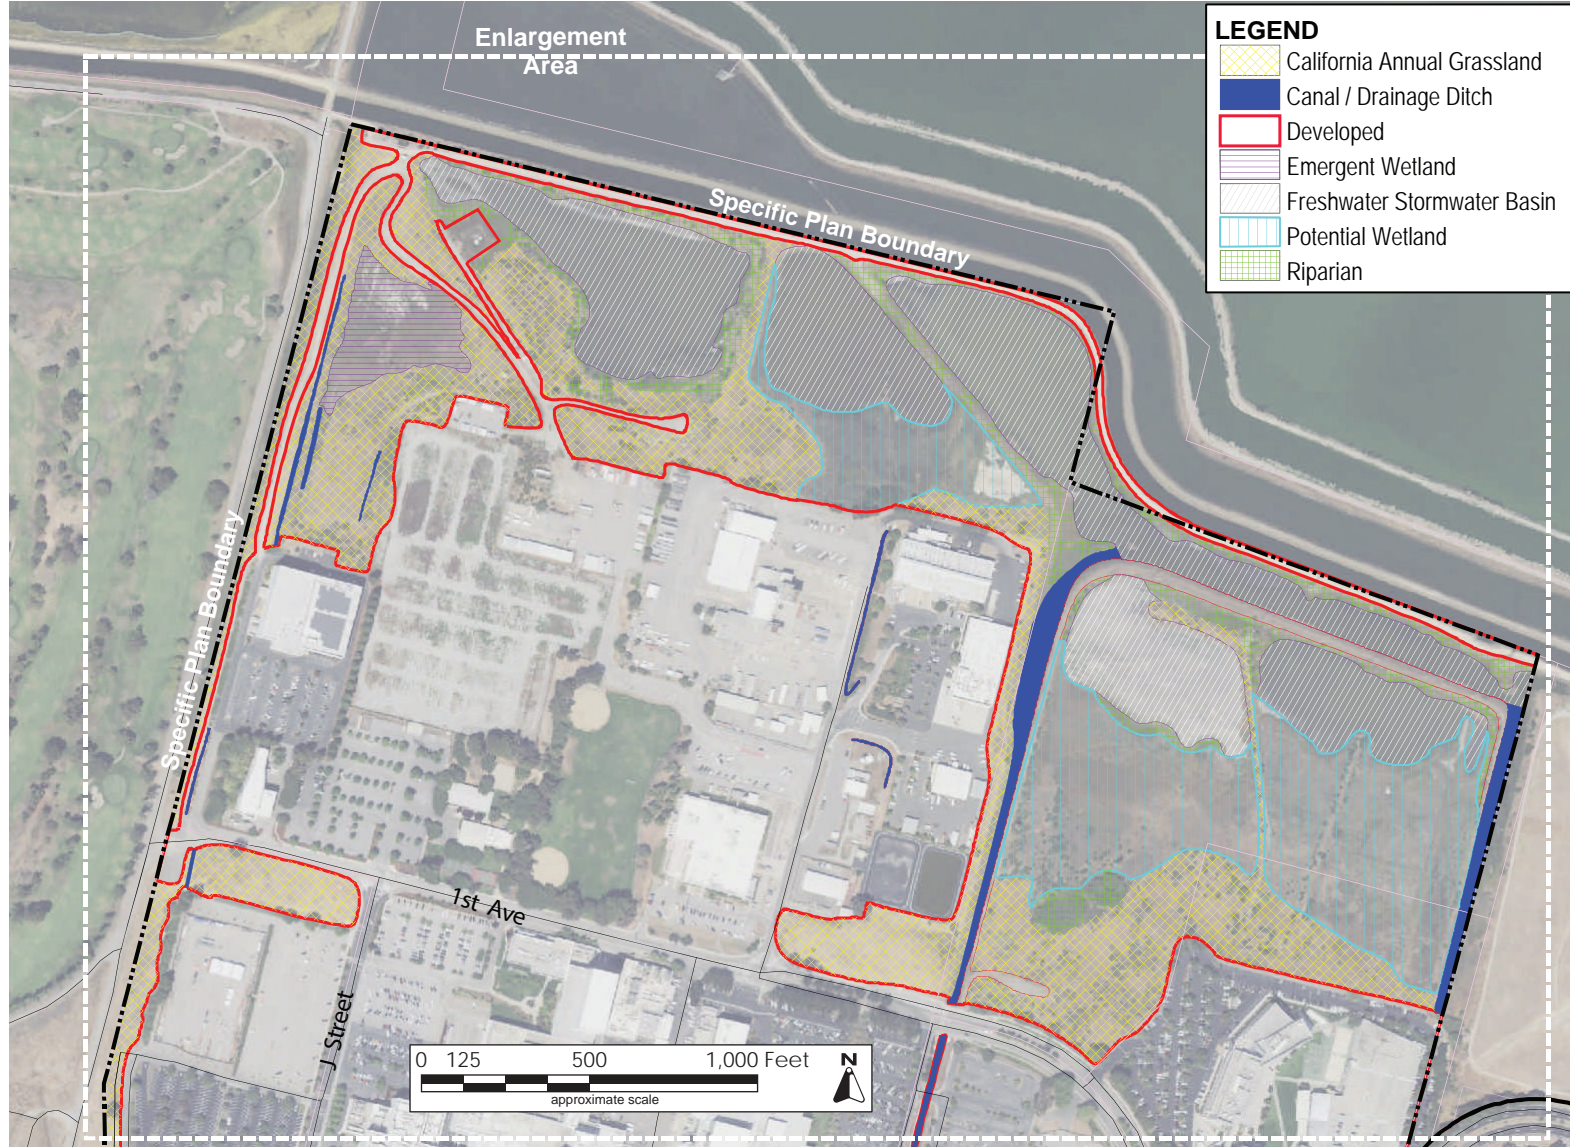 Enlargement
Area
LEGEND
California Annual Grassland
Canal / Drainage Ditch
Developed
Emergent Wetland
Freshwater Stormwater Basin
Potential Wetland
Riparian
Specific Plan Boundary
Specific Plan Boundary
1st Ave
J Street
0 125 500 1,000 Feet
approximate scale
N